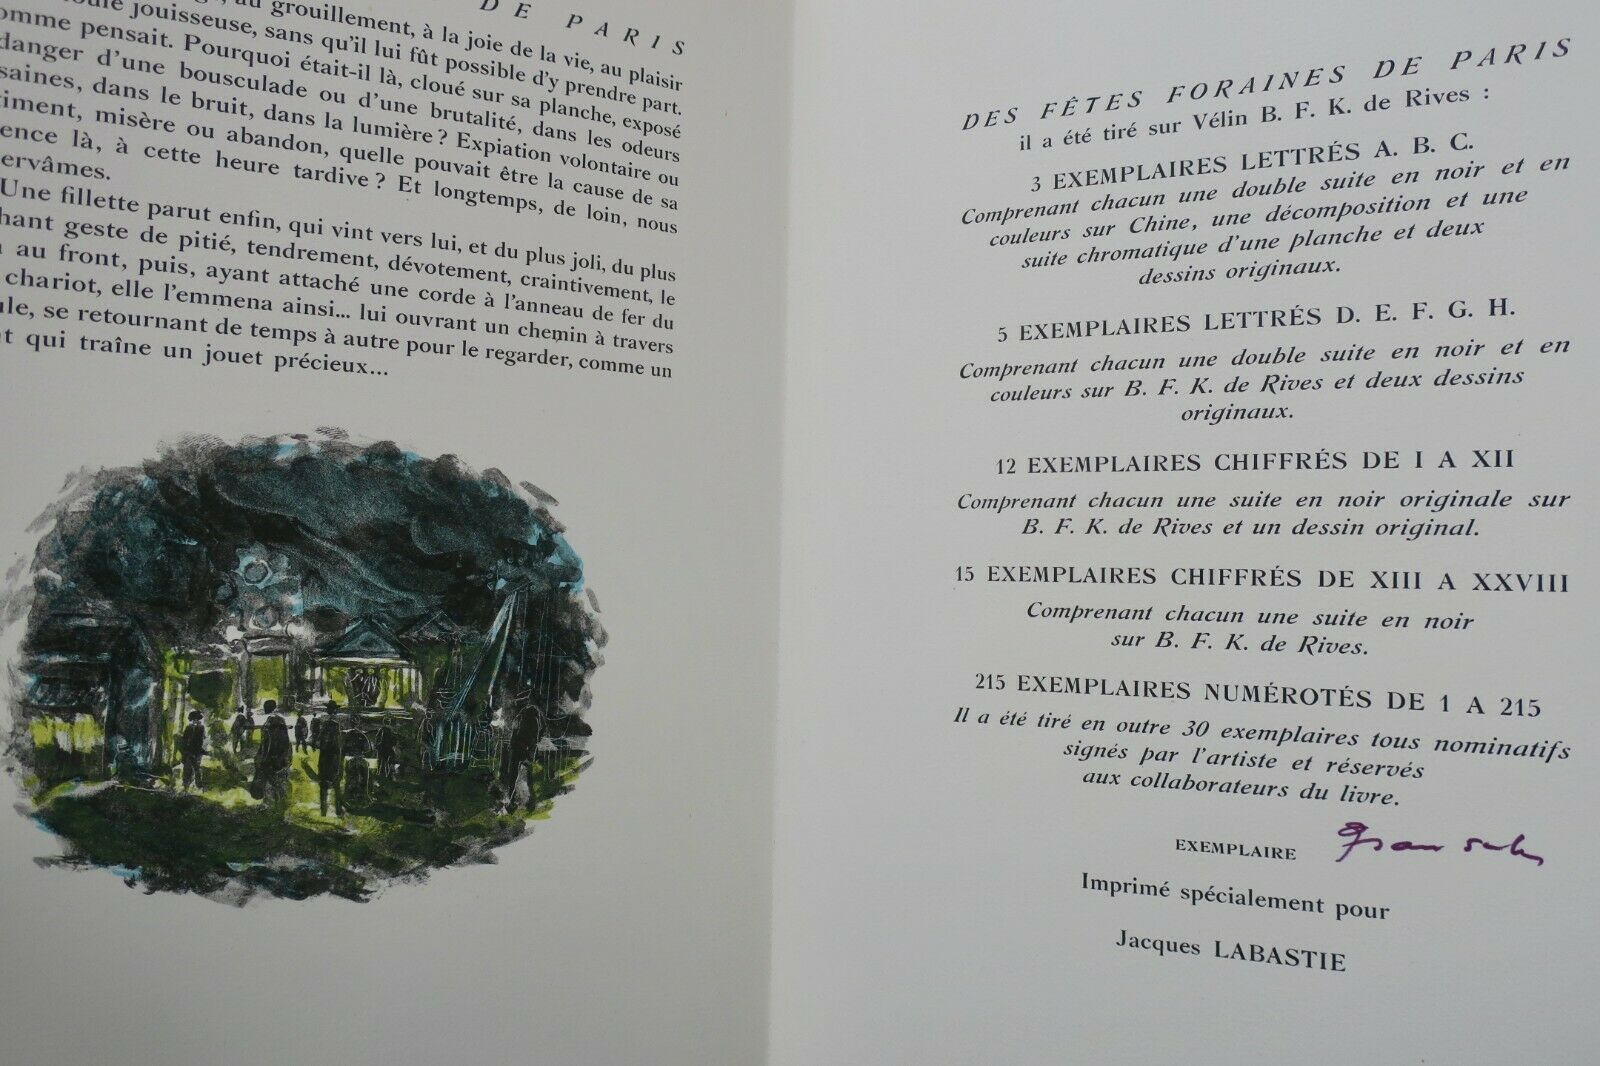 DE PARIS
au grouillement, à la joie de la vie, au plaisir
jouisseuse, sans qu'il lui fût possible d'y prendre part.
pensait. Pourquoi était-il là, cloué sur sa planche, exposé
danger d'une bousculade ou d'une brutalité, dans les odeurs
saines, dans le bruit, dans la lumière ? Expiation volontaire ou
misère ou abandon, quelle pouvait être la cause de sa
là, à cette heure tardive ? Et longtemps, de loin, nous
Une fillette parut enfin, qui vint vers lui, et du plus joli, du plus
geste de pitié, tendrement, dévotement, craintivement, le
au front, puis, ayant attaché une corde à l'anneau de fer du
chariot, elle l'emmena ainsi... lui ouvrant un chemin à travers
se retournant de temps à autre pour le regarder, comme un
qui traîne un jouet précieux...
DES FÊTES FORAINES DE PARIS
il a été tiré sur Vélin B. F. K. de Rives :
3 EXEMPLAIRES LETTRÉS A. B. C.
Comprenant chacun une double suite en noir et en
couleurs sur Chine, une décomposition et une
suite chromatique d'une planche et deux
dessins originaux.
5 EXEMPLAIRES LETTRÉS D. E. F. G. H.
Comprenant chacun une double suite en noir et en
couleurs sur B. F. K. de Rives et deux dessins
originaux.
12 EXEMPLAIRES CHIFFRÉS DE I A XII
Comprenant chacun une suite en noir originale sur
B. F. K. de Rives et un dessin original.
15 EXEMPLAIRES CHIFFRÉS DE XIII A XXVIII
Comprenant chacun une suite en noir
sur B. F. K. de Rives.
215 EXEMPLAIRES NUMÉROTÉS DE 1 A 215
Il a été tiré en outre 30 exemplaires tous nominatifs
signés par l'artiste et réservés
aux collaborateurs du livre.
EXEMPLAIRE
Imprimé spécialement pour
Jacques LABASTIE